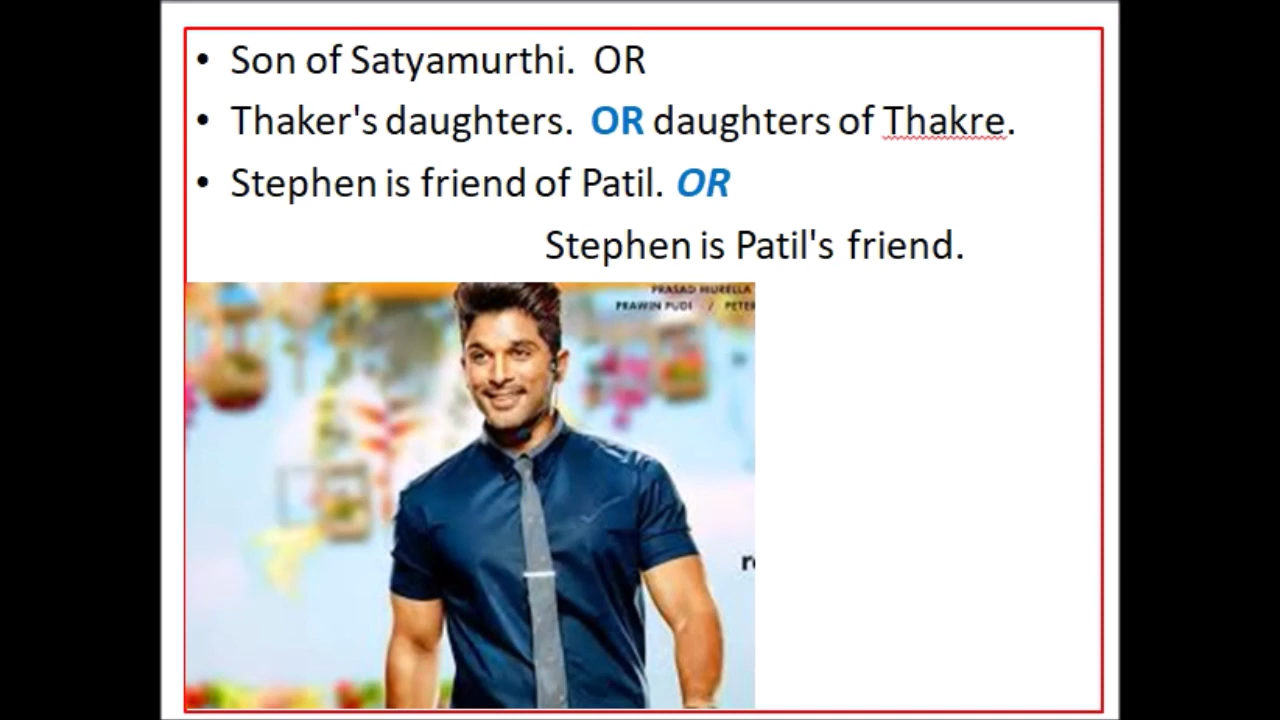 • Son of Satyamurthi. OR
• Thaker's daughters. OR daughters of Thakre.
• Stephen is friend of Patil. OR
Stephen is Patil's friend.
PRASAD MURELLA
PRAWIN PUDI / PETER